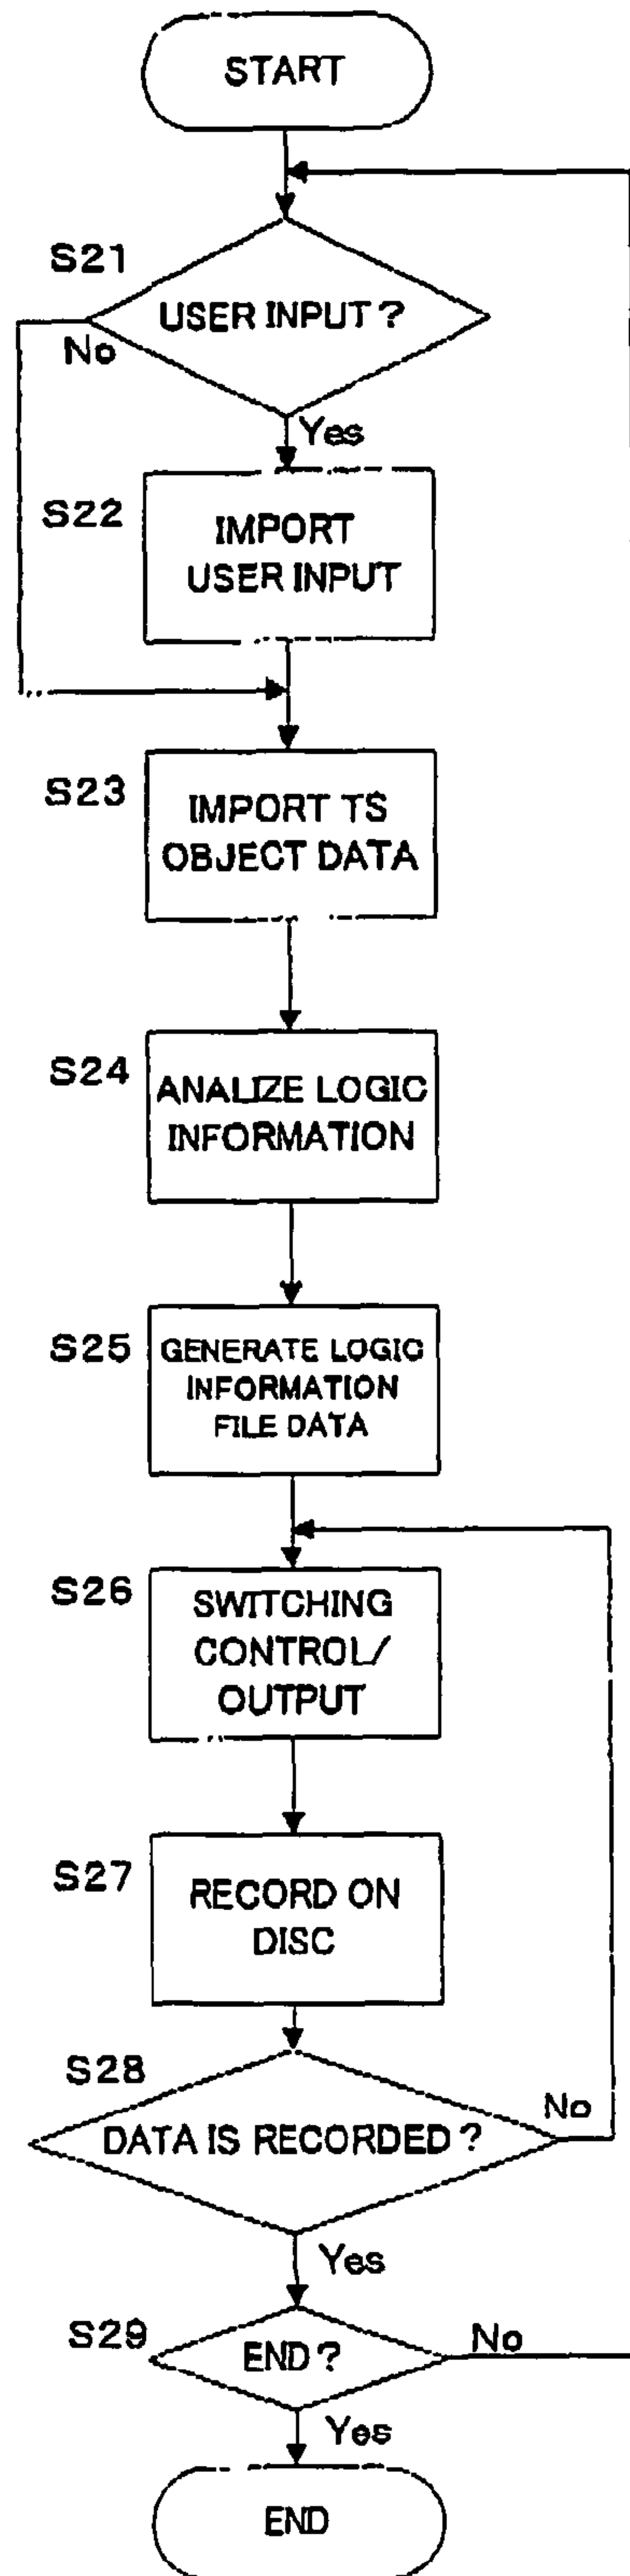 START
S21
USER INPUT ?
No
Yes
S22
IMPORT
USER INPUT
S23
IMPORT TS
OBJECT DATA
S24
ANALIZE LOGIC
INFORMATION
S25
GENERATE LOGIC
INFORMATION
FILE DATA
S26
SWITCHING
CONTROL/
OUTPUT
S27
RECORD ON
DISC
S28
DATA IS RECORDED ?
No
Yes
S29
END ?
No
Yes
END